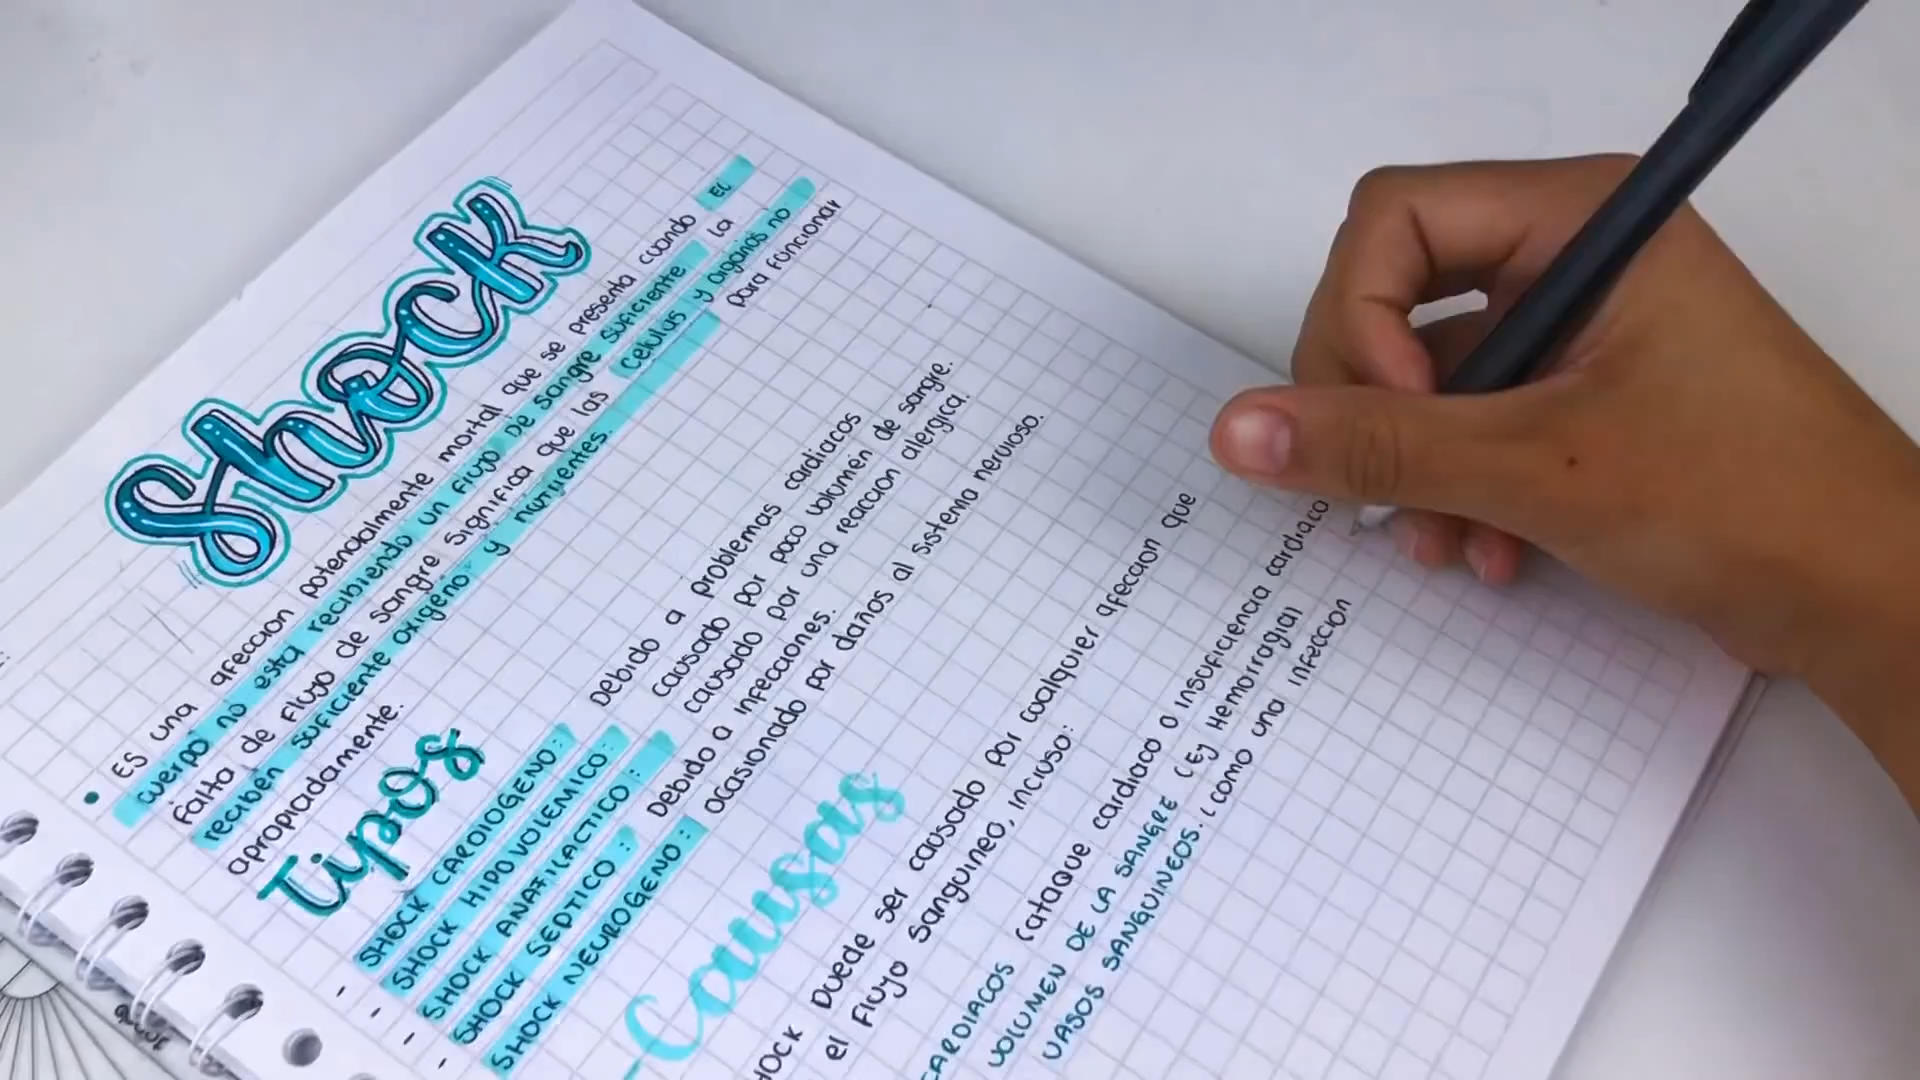 Shock
• Es una afeccion potencialmente mortal que se presenta cuando el
cuerpo no esta recibiendo un flujo de sangre suficiente la
falta de flujo de sangre significa que las celulas y organos no
reciben suficiente oxigeno y nutrientes. para funcionar
apropiadamente.
Tipos
- SHOCK CARDIOGENO: Debido a problemas cardiacos
- SHOCK HIPOVOLEMICO: causado por poco volumen de sangre.
- SHOCK ANAFILACTICO: causado por una reaccion alergica.
- SHOCK SEPTICO: Debido a infecciones.
SHOCK NEUROGENO: Ocasionado por daños al sistema nervioso.
Causas
Puede ser causado por cualquier afeccion que
el flujo sanguineo, incluso:
CARDIACOS (ataque cardiaco o insuficiencia cardiaca
VOLUMEN DE LA SANGRE (Ej Hemorragia)
VASOS SANGUINEOS. (como una infeccion